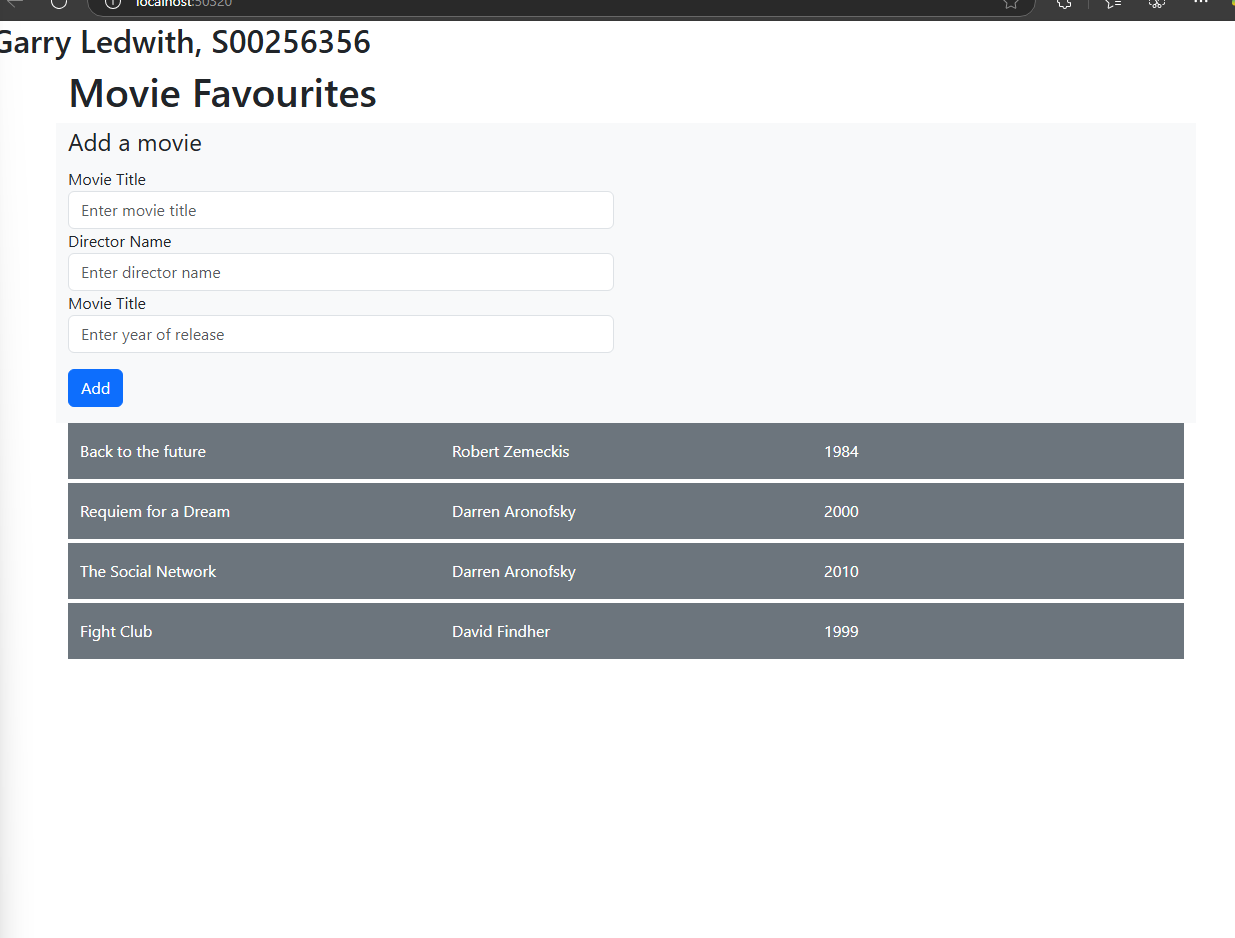 localhost:50320
Garry Ledwith, S00256356
Movie Favourites
Add a movie
Movie Title
Enter movie title
Director Name
Enter director name
Movie Title
Enter year of release
Add
Back to the future Robert Zemeckis 1984
Requiem for a Dream Darren Aronofsky 2000
The Social Network Darren Aronofsky 2010
Fight Club David Findher 1999